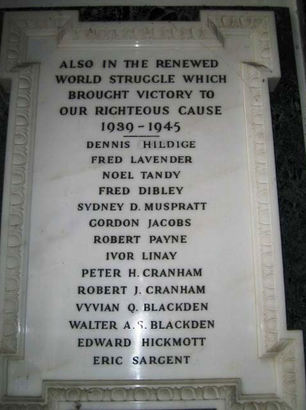 ALSO IN THE RENEWED
WORLD STRUGGLE WHICH
BROUGHT VICTORY TO
OUR RIGHTEOUS CAUSE
1939-1945
DENNIS HILDIGE
FRED LAVENDER
NOEL TANDY
FRED DIBLEY
SYDNEY D. MUSPRATT
GORDON JACOBS
ROBERT PAYNE
IVOR LINAY
PETER H. CRANHAM
ROBERT J. CRANHAM
VYVIAN Q. BLACKDEN
WALTER A. S. BLACKDEN
EDWARD HICKMOTT
ERIC SARGENT